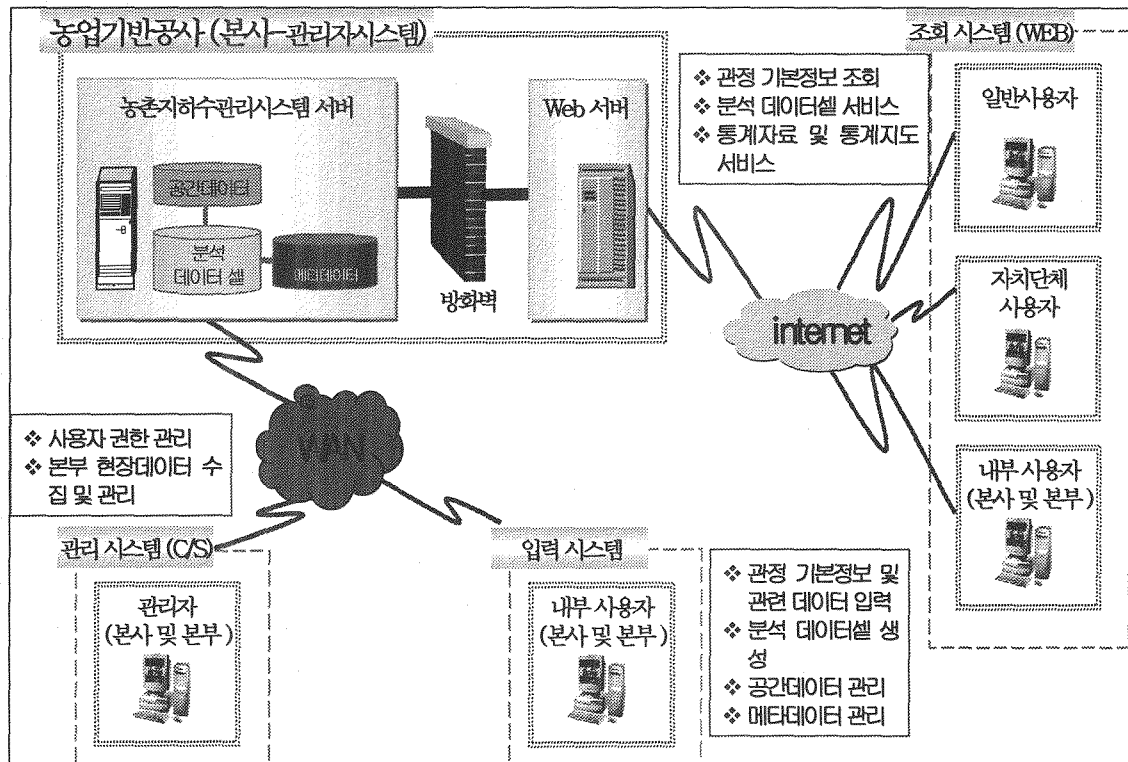 농업기반공사 (본사-관리자시스템)
농촌지하수관리시스템 서버
공간데이터
분석
데이터 셀
메타데이터
방화벽
Web 서버
❖ 관정 기본정보 조회
❖ 분석 데이터셀 서비스
❖ 통계자료 및 통계지도
서비스
조회 시스템 (WEB)
일반사용자
자치단체
사용자
내부 사용자
(본사 및 본부)
internet
WAN
❖ 사용자 권한 관리
❖ 본부 현장데이터 수
집 및 관리
관리 시스템 (C/S)
관리자
(본사 및 본부)
입력 시스템
내부 사용자
(본사 및 본부)
❖ 관정 기본정보 및
관련 데이터 입력
❖ 분석 데이터셀 생
성
❖ 공간데이터 관리
❖ 메타데이터 관리